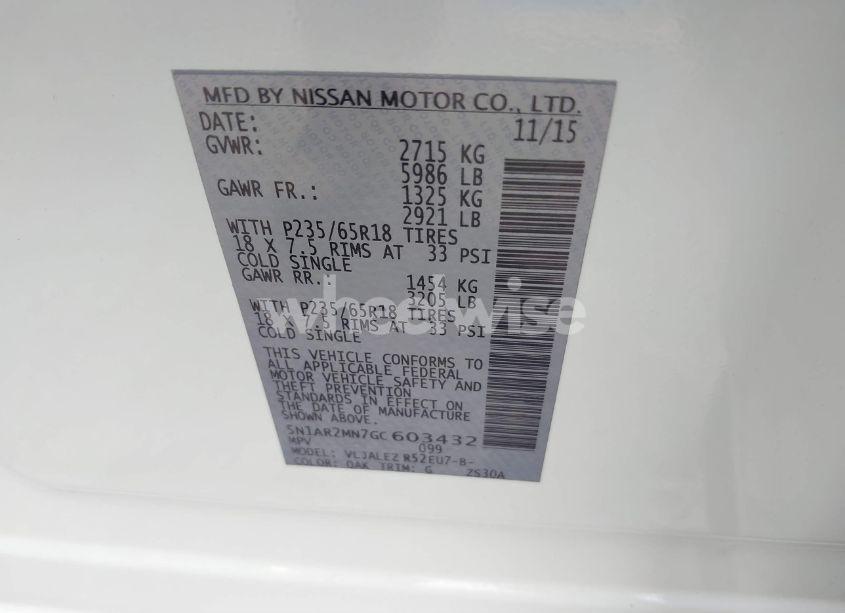 MFD BY NISSAN MOTOR CO., LTD.
DATE: 11/15
GVWR: 2715 KG
5986 LB
GAWR FR.: 1325 KG
2921 LB
WITH P235/65R18 TIRES
18 X 7.5 RIMS AT 33 PSI
COLD SINGLE
GAWR RR. 1454 KG
3205 LB
WITH P235/65R18 TIRES
18 X 7.5 RIMS AT 33 PSI
COLD SINGLE
wheelwise
THIS VEHICLE CONFORMS TO
ALL APPLICABLE FEDERAL
MOTOR VEHICLE SAFETY AND
THEFT PREVENTION
STANDARDS IN EFFECT ON
THE DATE OF MANUFACTURE
SHOWN ABOVE.
5N1AR2MN7GC603432
MPV 099
MODEL: VLJALEZ R52EU7-B-
COLOR: QAK TRIM: G ZS30A